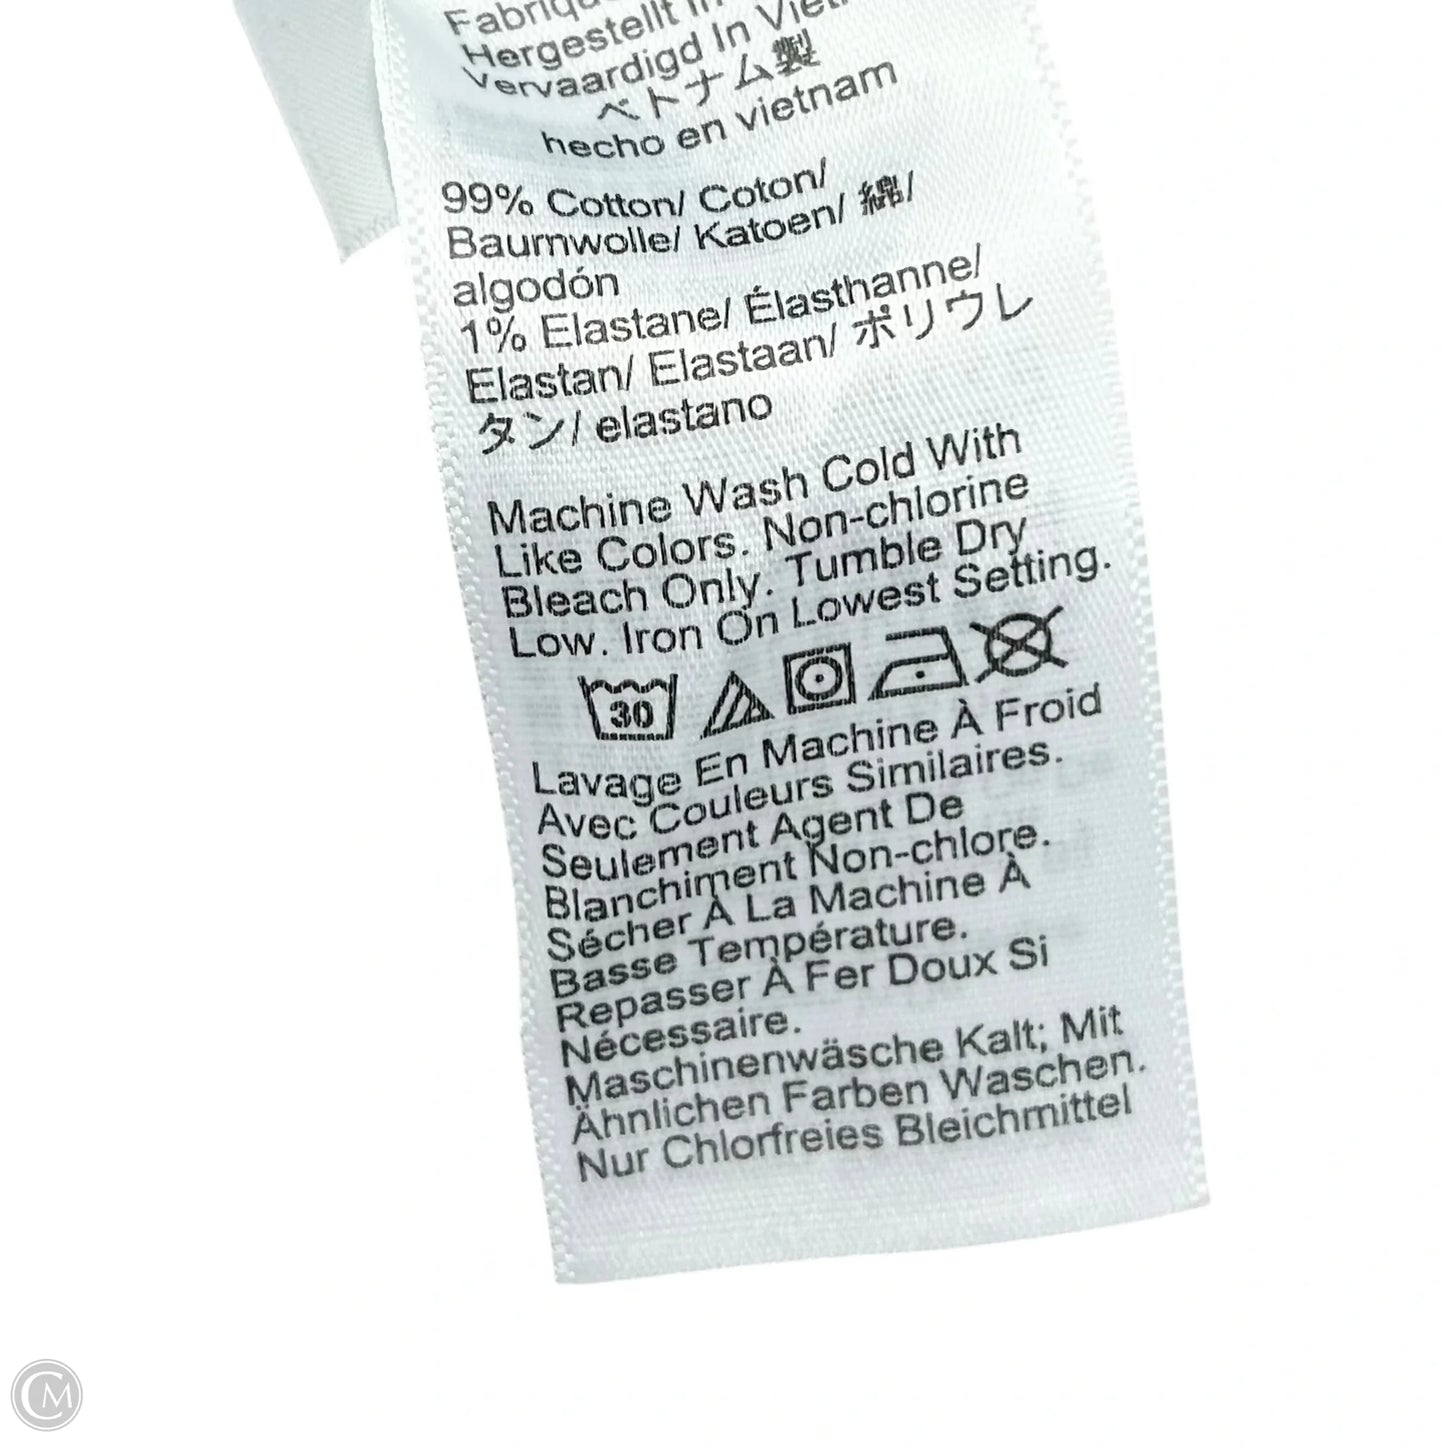 Hergestellt In
Vervaardigd In
ベトナム製
hecho en vietnam
99% Cotton/ Coton/
Baumwolle/ Katoen/ 綿/
algodón
1% Elastane/ Élasthanne/
Elastan/ Elastaan/ ポリウレ
タン/ elastano
Machine Wash Cold With
Like Colors. Non-chlorine
Bleach Only. Tumble Dry
Low. Iron On Lowest Setting.
30
Lavage En Machine À Froid
Avec Couleurs Similaires.
Seulement Agent De
Blanchiment Non-chlore.
Sécher À La Machine À
Basse Température.
Repasser À Fer Doux Si
Nécessaire.
Maschinenwäsche Kalt; Mit
Ähnlichen Farben Waschen.
Nur Chlorfreies Bleichmittel
CM